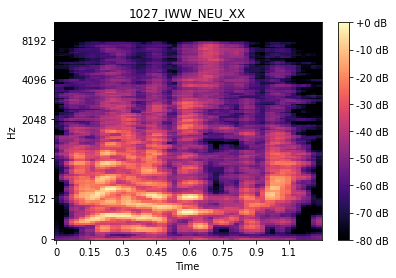 1027_IWW_NEU_XX
+0 dB
8192
-10 dB
4096
-20 dB
-30 dB
2048
Hz
-40 dB
1024
-50 dB
512
-60 dB
-70 dB
0
-80 dB
0 0.15 0.3 0.45 0.6 0.75 0.9 1.1
Time